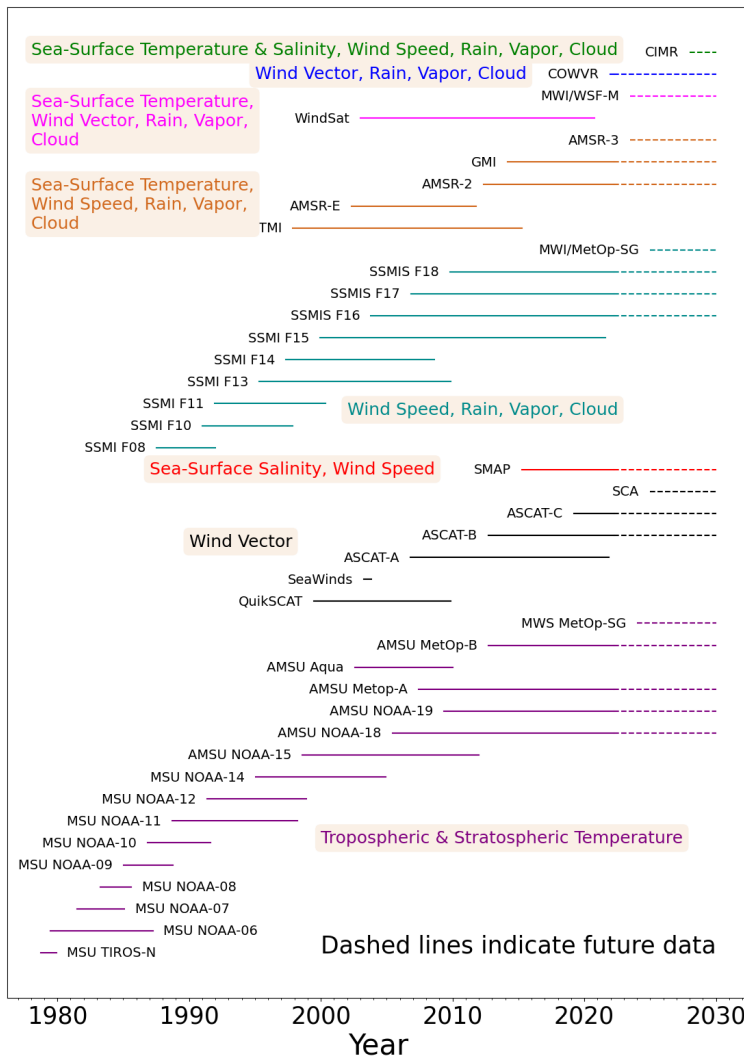 Sea-Surface Temperature & Salinity, Wind Speed, Rain, Vapor, Cloud
CIMR
Wind Vector, Rain, Vapor, Cloud
COWVR
MWI/WSF-M
Sea-Surface Temperature,
Wind Vector, Rain, Vapor,
Cloud
WindSat
AMSR-3
GMI
AMSR-2
Sea-Surface Temperature,
Wind Speed, Rain, Vapor,
Cloud
AMSR-E
TMI
MWI/MetOp-SG
SSMIS F18
SSMIS F17
SSMIS F16
SSMI F15
SSMI F14
SSMI F13
SSMI F11
Wind Speed, Rain, Vapor, Cloud
SSMI F10
SSMI F08
Sea-Surface Salinity, Wind Speed
SMAP
SCA
ASCAT-C
ASCAT-B
Wind Vector
ASCAT-A
SeaWinds
QuikSCAT
MWS MetOp-SG
AMSU MetOp-B
AMSU Aqua
AMSU Metop-A
AMSU NOAA-19
AMSU NOAA-18
AMSU NOAA-15
MSU NOAA-14
MSU NOAA-12
MSU NOAA-11
MSU NOAA-10
Tropospheric & Stratospheric Temperature
MSU NOAA-09
MSU NOAA-08
MSU NOAA-07
MSU NOAA-06
Dashed lines indicate future data
MSU TIROS-N
1980 1990 2000 2010 2020 2030
Year